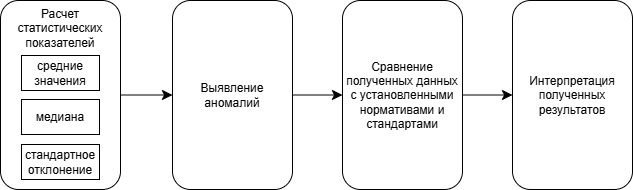 Расчет
статистических
показателей
средние
значения
медиана
стандартное
отклонение
Выявление
аномалий
Сравнение
полученных данных
с установленными
нормативами и
стандартами
Интерпретация
полученных
результатов